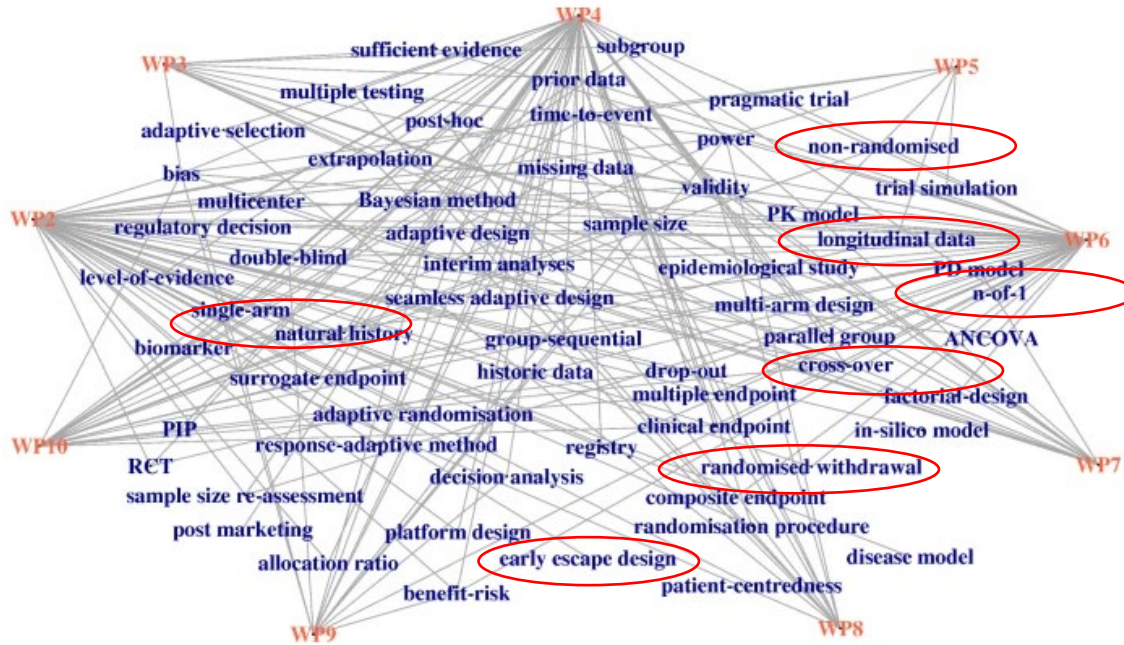 WP4
sufficient evidence
subgroup
WP3
WP5
prior data
multiple testing
pragmatic trial
time-to-event
post-hoc
adaptive selection
power
non-randomised
extrapolation
missing data
bias
validity
trial simulation
multicenter
Bayesian method
PK model
WP2
regulatory decision
sample size
adaptive design
longitudinal data
WP6
double-blind
interim analyses
epidemiological study
PD model
level-of-evidence
n-of-1
seamless adaptive design
multi-arm design
single-arm
natural history
group-sequential
parallel group
ANCOVA
biomarker
cross-over
surrogate endpoint
historic data
drop-out
multiple endpoint
factorial-design
adaptive randomisation
PIP
clinical endpoint
in-silico model
WP10
response-adaptive method
registry
WP7
RCT
randomised withdrawal
decision analysis
sample size re-assessment
composite endpoint
post marketing
platform design
randomisation procedure
allocation ratio
early escape design
disease model
benefit-risk
patient-centredness
WP9
WP8